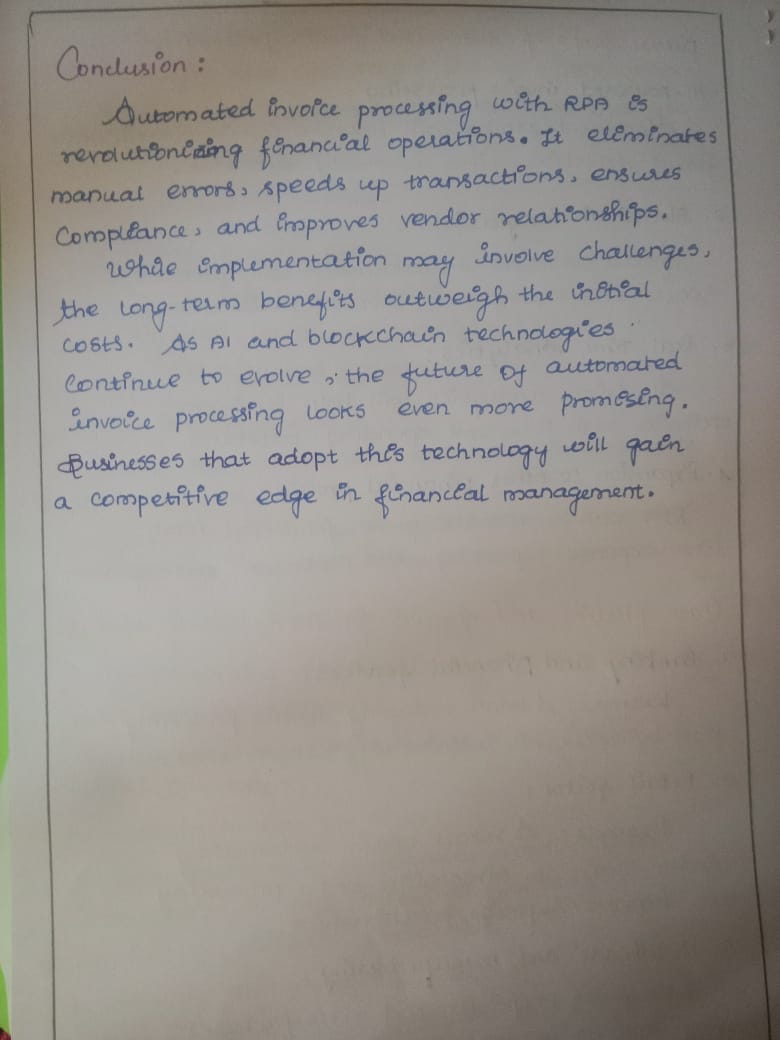 Conclusion :
Automated invoice processing with RPA is
revolutionizing financial operations. It eliminates
manual errors, speeds up transactions, ensures
Compliance, and improves vendor relationships.
While implementation may involve challenges,
the long-term benefits outweigh the initial
costs. As AI and blockchain technologies
Continue to evolve, the future of automated
invoice processing looks even more promising.
Businesses that adopt this technology will gain
a competitive edge in financial management.